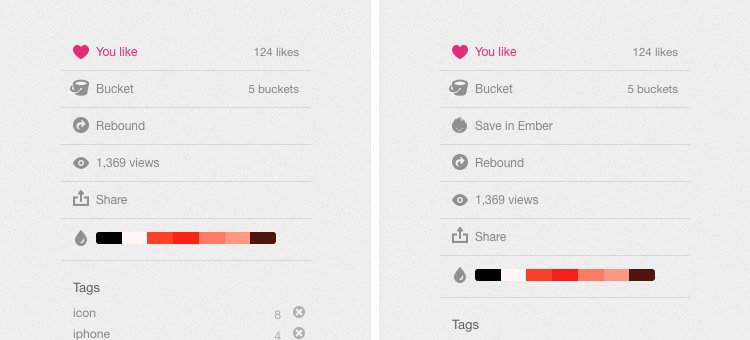 You like 124 likes
Bucket 5 buckets
Rebound
1,369 views
Share
Tags
icon 8
iphone 4
You like 124 likes
Bucket 5 buckets
Save in Ember
Rebound
1,369 views
Share
Tags